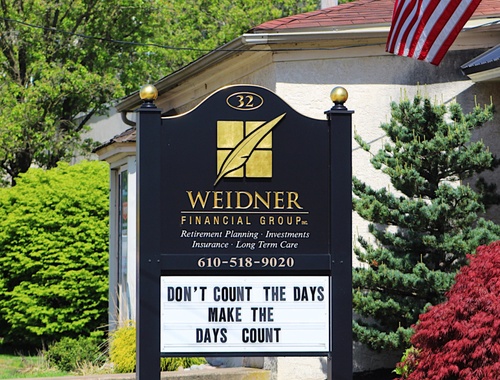 32
WEIDNER
FINANCIAL GROUP INC.
Retirement Planning · Investments
Insurance · Long Term Care
610-518-9020
DON'T COUNT THE DAYS
MAKE THE
DAYS COUNT